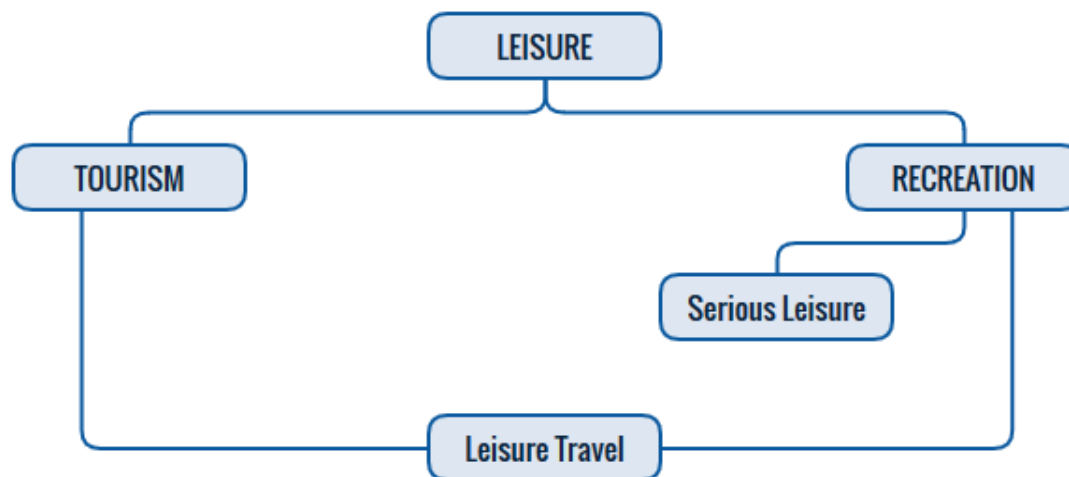 LEISURE
TOURISM
RECREATION
Serious Leisure
Leisure Travel